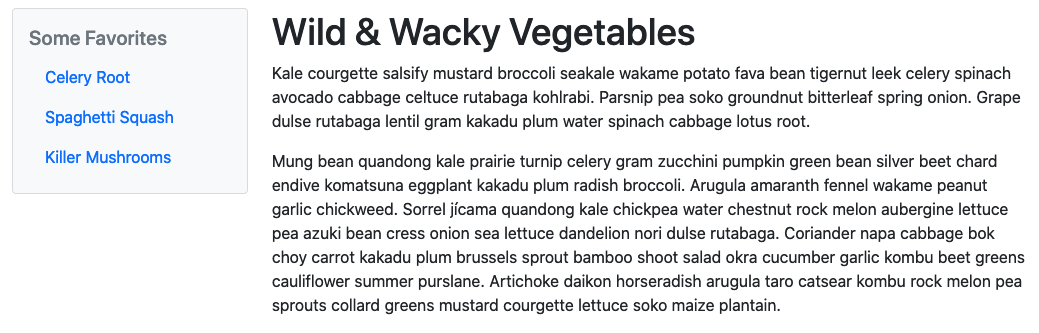 Some Favorites
Celery Root
Spaghetti Squash
Killer Mushrooms
Wild & Wacky Vegetables
Kale courgette salsify mustard broccoli seakale wakame potato fava bean tigernut leek celery spinach
avocado cabbage celtuce rutabaga kohlrabi. Parsnip pea soko groundnut bitterleaf spring onion. Grape
dulse rutabaga lentil gram kakadu plum water spinach cabbage lotus root.
Mung bean quandong kale prairie turnip celery gram zucchini pumpkin green bean silver beet chard
endive komatsuna eggplant kakadu plum radish broccoli. Arugula amaranth fennel wakame peanut
garlic chickweed. Sorrel jícama quandong kale chickpea water chestnut rock melon aubergine lettuce
pea azuki bean cress onion sea lettuce dandelion nori dulse rutabaga. Coriander napa cabbage bok
choy carrot kakadu plum brussels sprout bamboo shoot salad okra cucumber garlic kombu beet greens
cauliflower summer purslane. Artichoke daikon horseradish arugula taro catsear kombu rock melon pea
sprouts collard greens mustard courgette lettuce soko maize plantain.